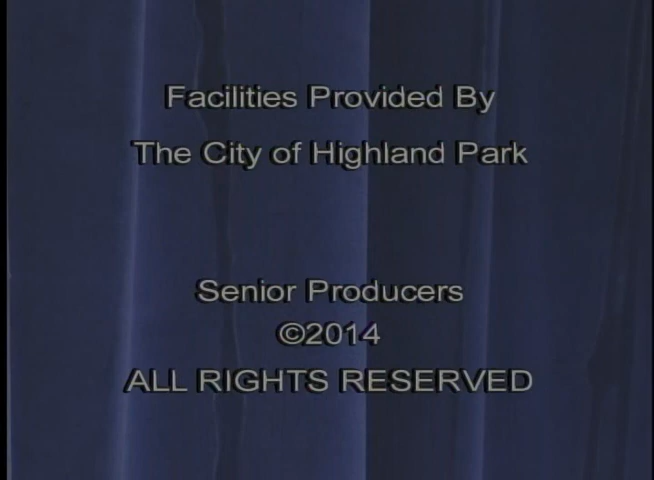 Facilities Provided By
The City of Highland Park
Senior Producers
©2014
ALL RIGHTS RESERVED